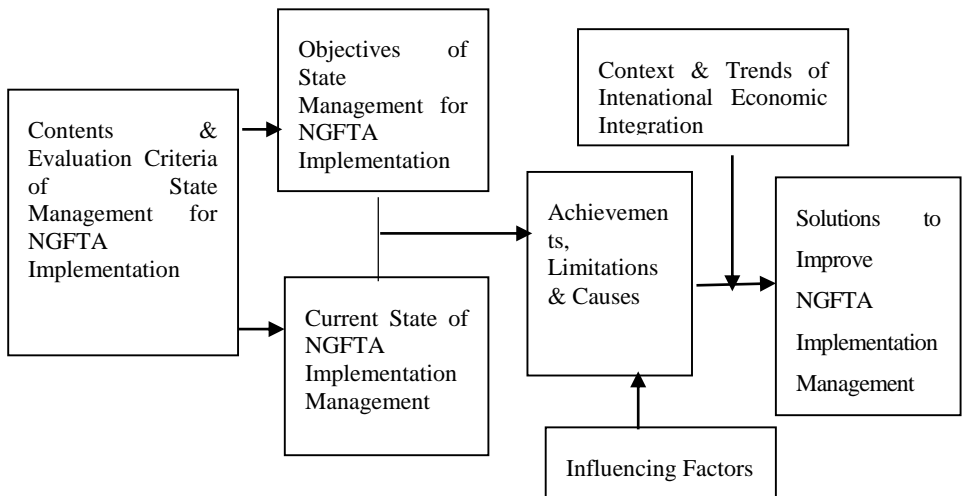 Contents &
Evaluation Criteria
of State
Management for
NGFTA
Implementation
Objectives of
State
Management for
NGFTA
Implementation
Current State of
NGFTA
Implementation
Management
Achievemen
ts,
Limitations
& Causes
Context & Trends of
Intenational Economic
Integration
Influencing Factors
Solutions to
Improve
NGFTA
Implementation
Management